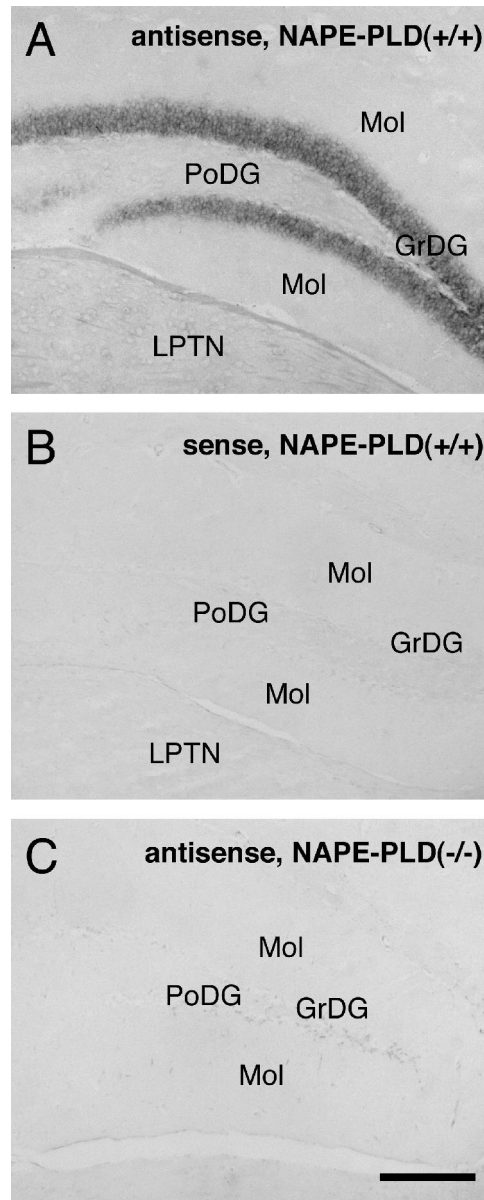 A
antisense, NAPE-PLD(+/+)
Mol
PoDG
GrDG
Mol
LPTN
B
sense, NAPE-PLD(+/+)
Mol
PoDG
GrDG
Mol
LPTN
C
antisense, NAPE-PLD(-/-)
Mol
PoDG
GrDG
Mol